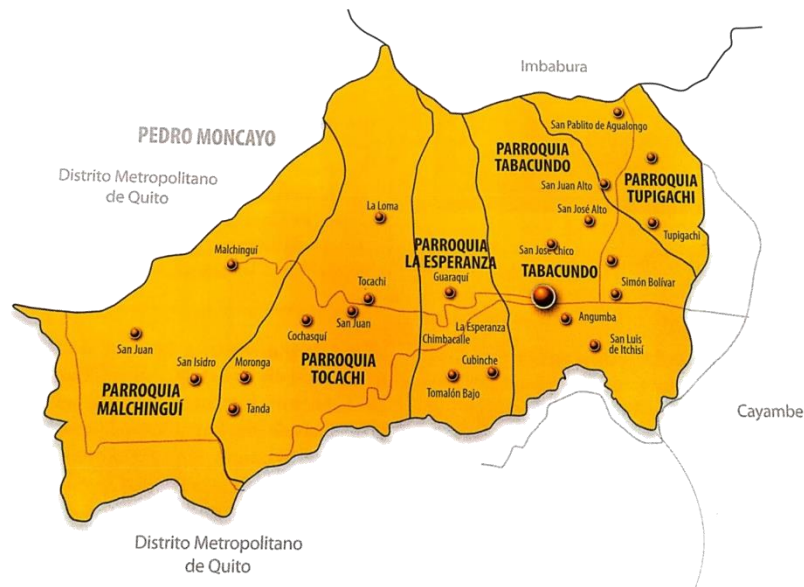 Imbabura
San Pablito de Agualongo
PEDRO MONCAYO
PARROQUIA
TABACUNDO
Distrito Metropolitano
de Quito
PARROQUIA
TUPIGACHI
San Juan Alto
La Loma
San José Alto
Tupigachi
PARROQUIA
LA ESPERANZA
San José Chico
Malchinguí
TABACUNDO
Guaraquí
Tocachi
Simón Bolívar
San Juan
Cochasquí
La Esperanza
Angumba
Chimbacalle
San Juan
San Luis
de Itchisí
San Isidro
Moronga
PARROQUIA
TOCACHI
Cubinche
PARROQUIA
MALCHINGUÍ
Tomalón Bajo
Tanda
Cayambe
Distrito Metropolitano
de Quito